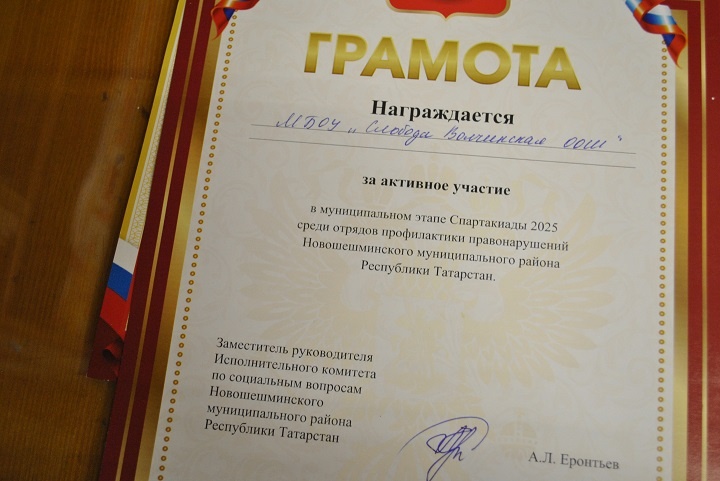 ГРАМОТА
Награждается
МБОУ „Слобода Волчинская ООШ"
за активное участие
в муниципальном этапе Спартакиады 2025
среди отрядов профилактики правонарушений
Новошешминского муниципального района
Республики Татарстан.
Заместитель руководителя
Исполнительного комитета
по социальным вопросам
Новошешминского
муниципального района
Республики Татарстан
А.Л. Еронтьев